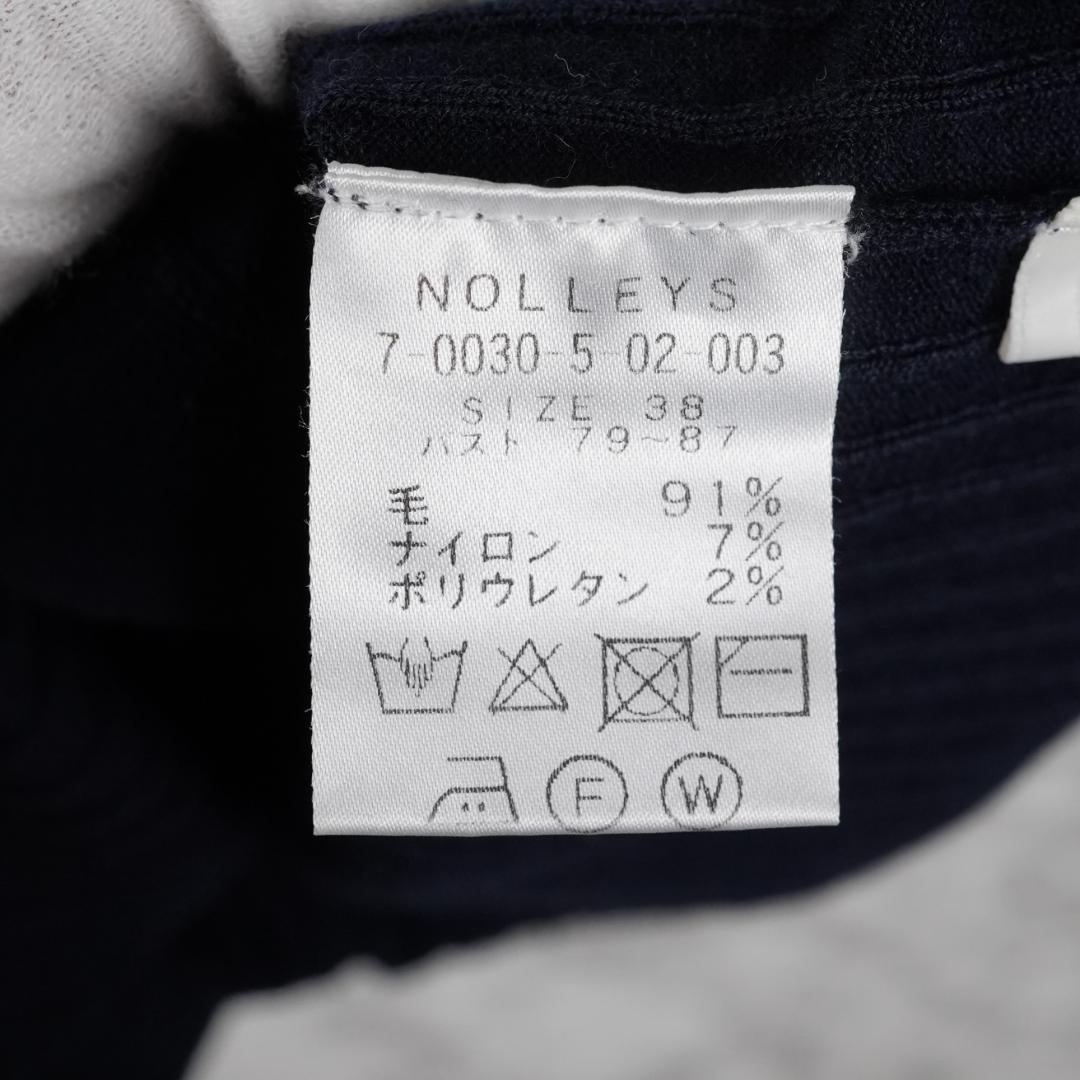 NOLLEYS
7-0030-5-02-003
SIZE 38
バスト 79~87
毛 91%
ナイロン 7%
ポリウレタン 2%
F W